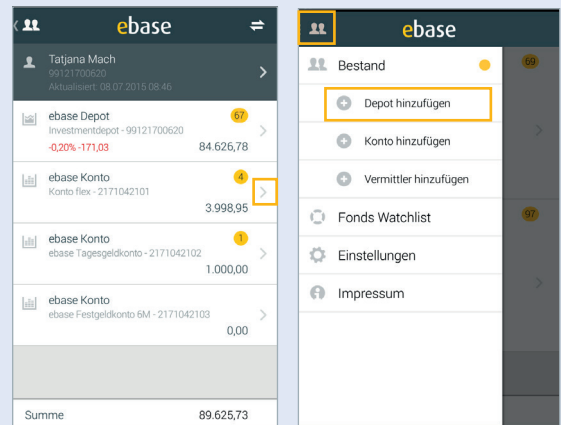 ebase
Tatjana Mach
99121700620
Aktualisiert: 08.07.2015 08:46
ebase Depot
67
Investmentdepot - 99121700620
-0,20% -171,03
84.626,78
ebase Konto
4
Konto flex - 2171042101
3.998,95
ebase Konto
1
ebase Tagesgeldkonto - 2171042102
1.000,00
ebase Konto
ebase Festgeldkonto 6M - 2171042103
0,00
Summe
89.625,73
ebase
Bestand
69
Depot hinzufügen
Konto hinzufügen
Vermittler hinzufügen
Fonds Watchlist
97
Einstellungen
Impressum